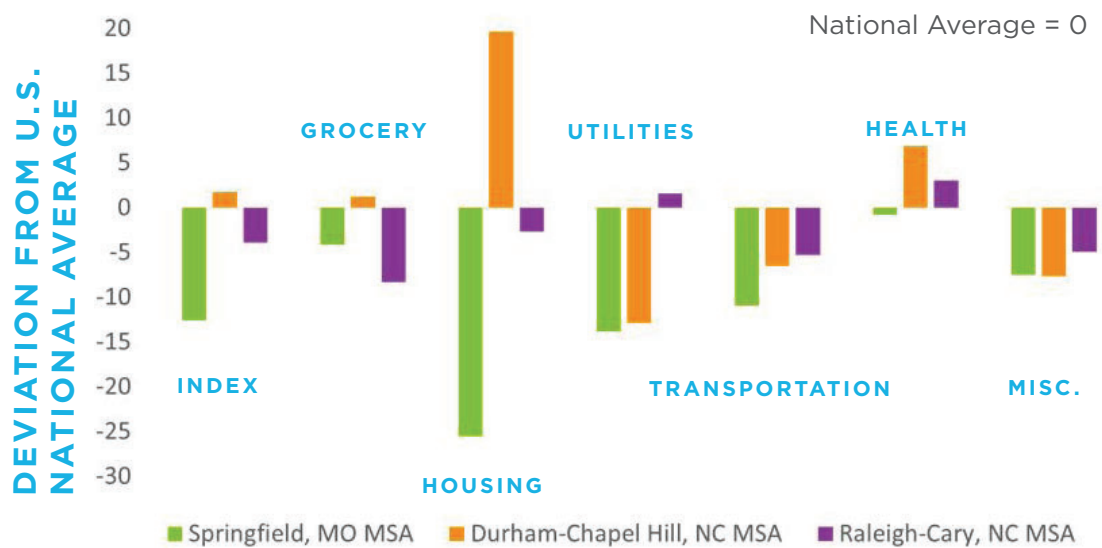 National Average = 0
DEVIATION FROM U.S.
NATIONAL AVERAGE
20
15
10
5
0
-5
-10
-15
-20
-25
-30
INDEX
GROCERY
HOUSING
UTILITIES
TRANSPORTATION
HEALTH
MISC.
Springfield, MO MSA Durham-Chapel Hill, NC MSA Raleigh-Cary, NC MSA